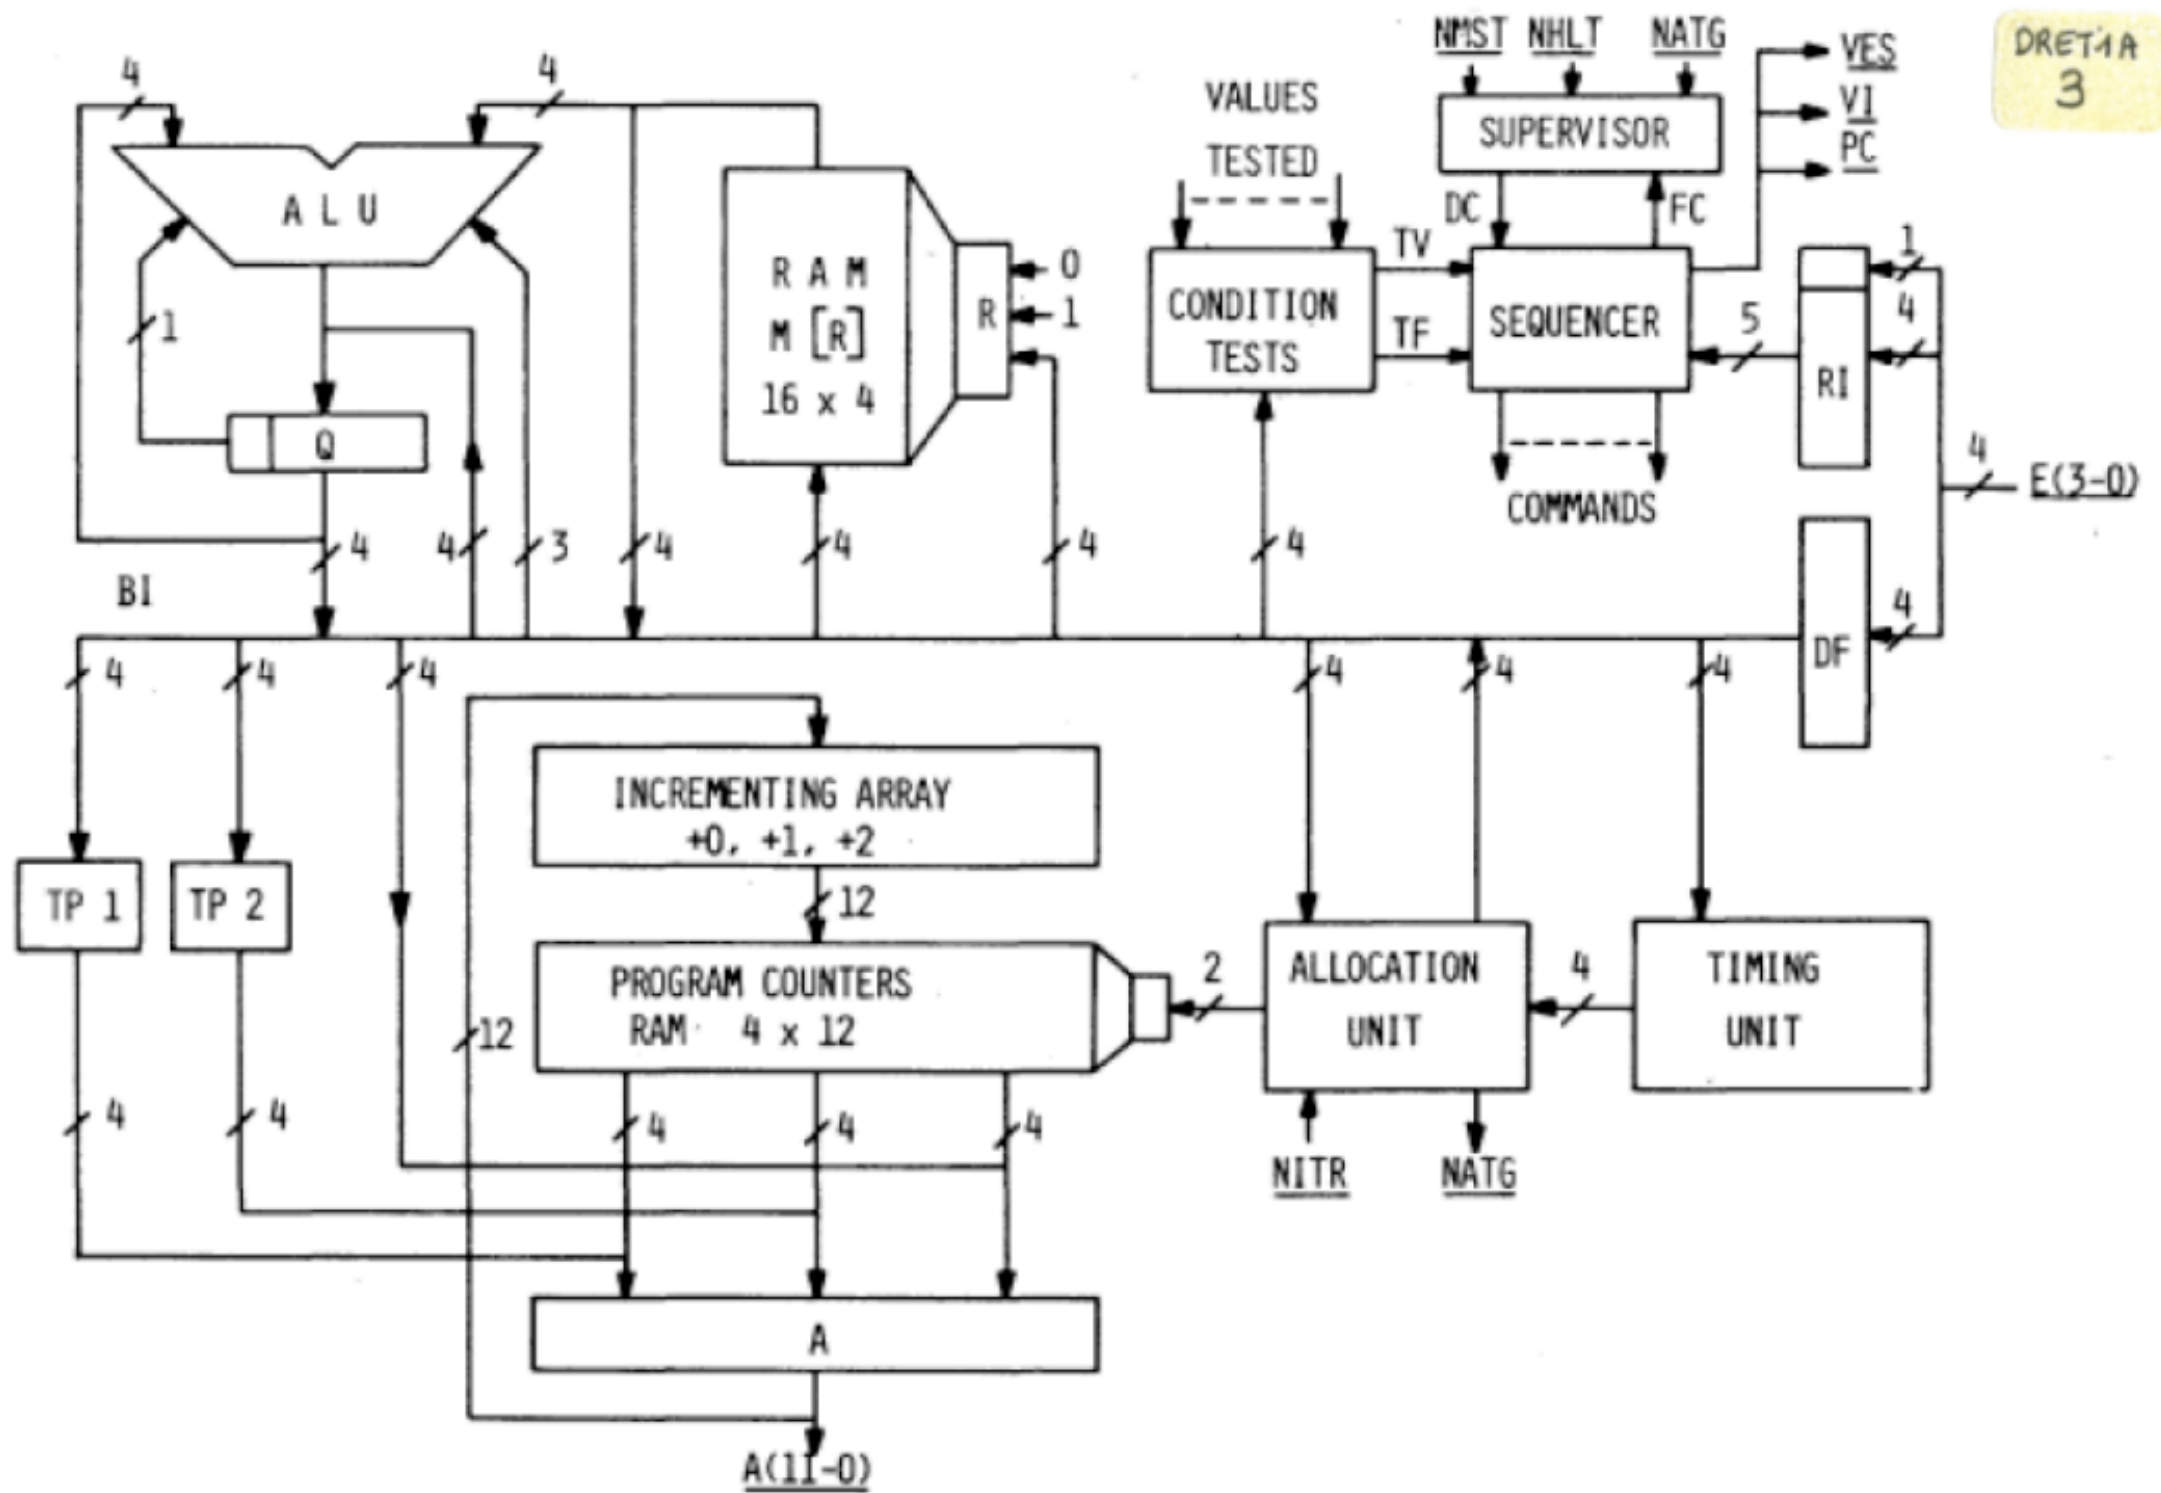 NMST NHLT NATG
DRET1A
3
VES
VI
PC
4
4
VALUES
TESTED
SUPERVISOR
A L U
DC
FC
TV
TF
R A M
M [R]
16 x 4
R
0
1
CONDITION
TESTS
SEQUENCER
5
1
4
RI
1
Q
COMMANDS
4
E(3-0)
4
4
3
4
4
4
4
BI
4
DF
4
4
4
4
4
4
INCREMENTING ARRAY
+0, +1, +2
12
TP 1
TP 2
PROGRAM COUNTERS
RAM 4 x 12
2
ALLOCATION
UNIT
4
TIMING
UNIT
12
4
4
4
4
4
NITR
NATG
A
A(11-0)